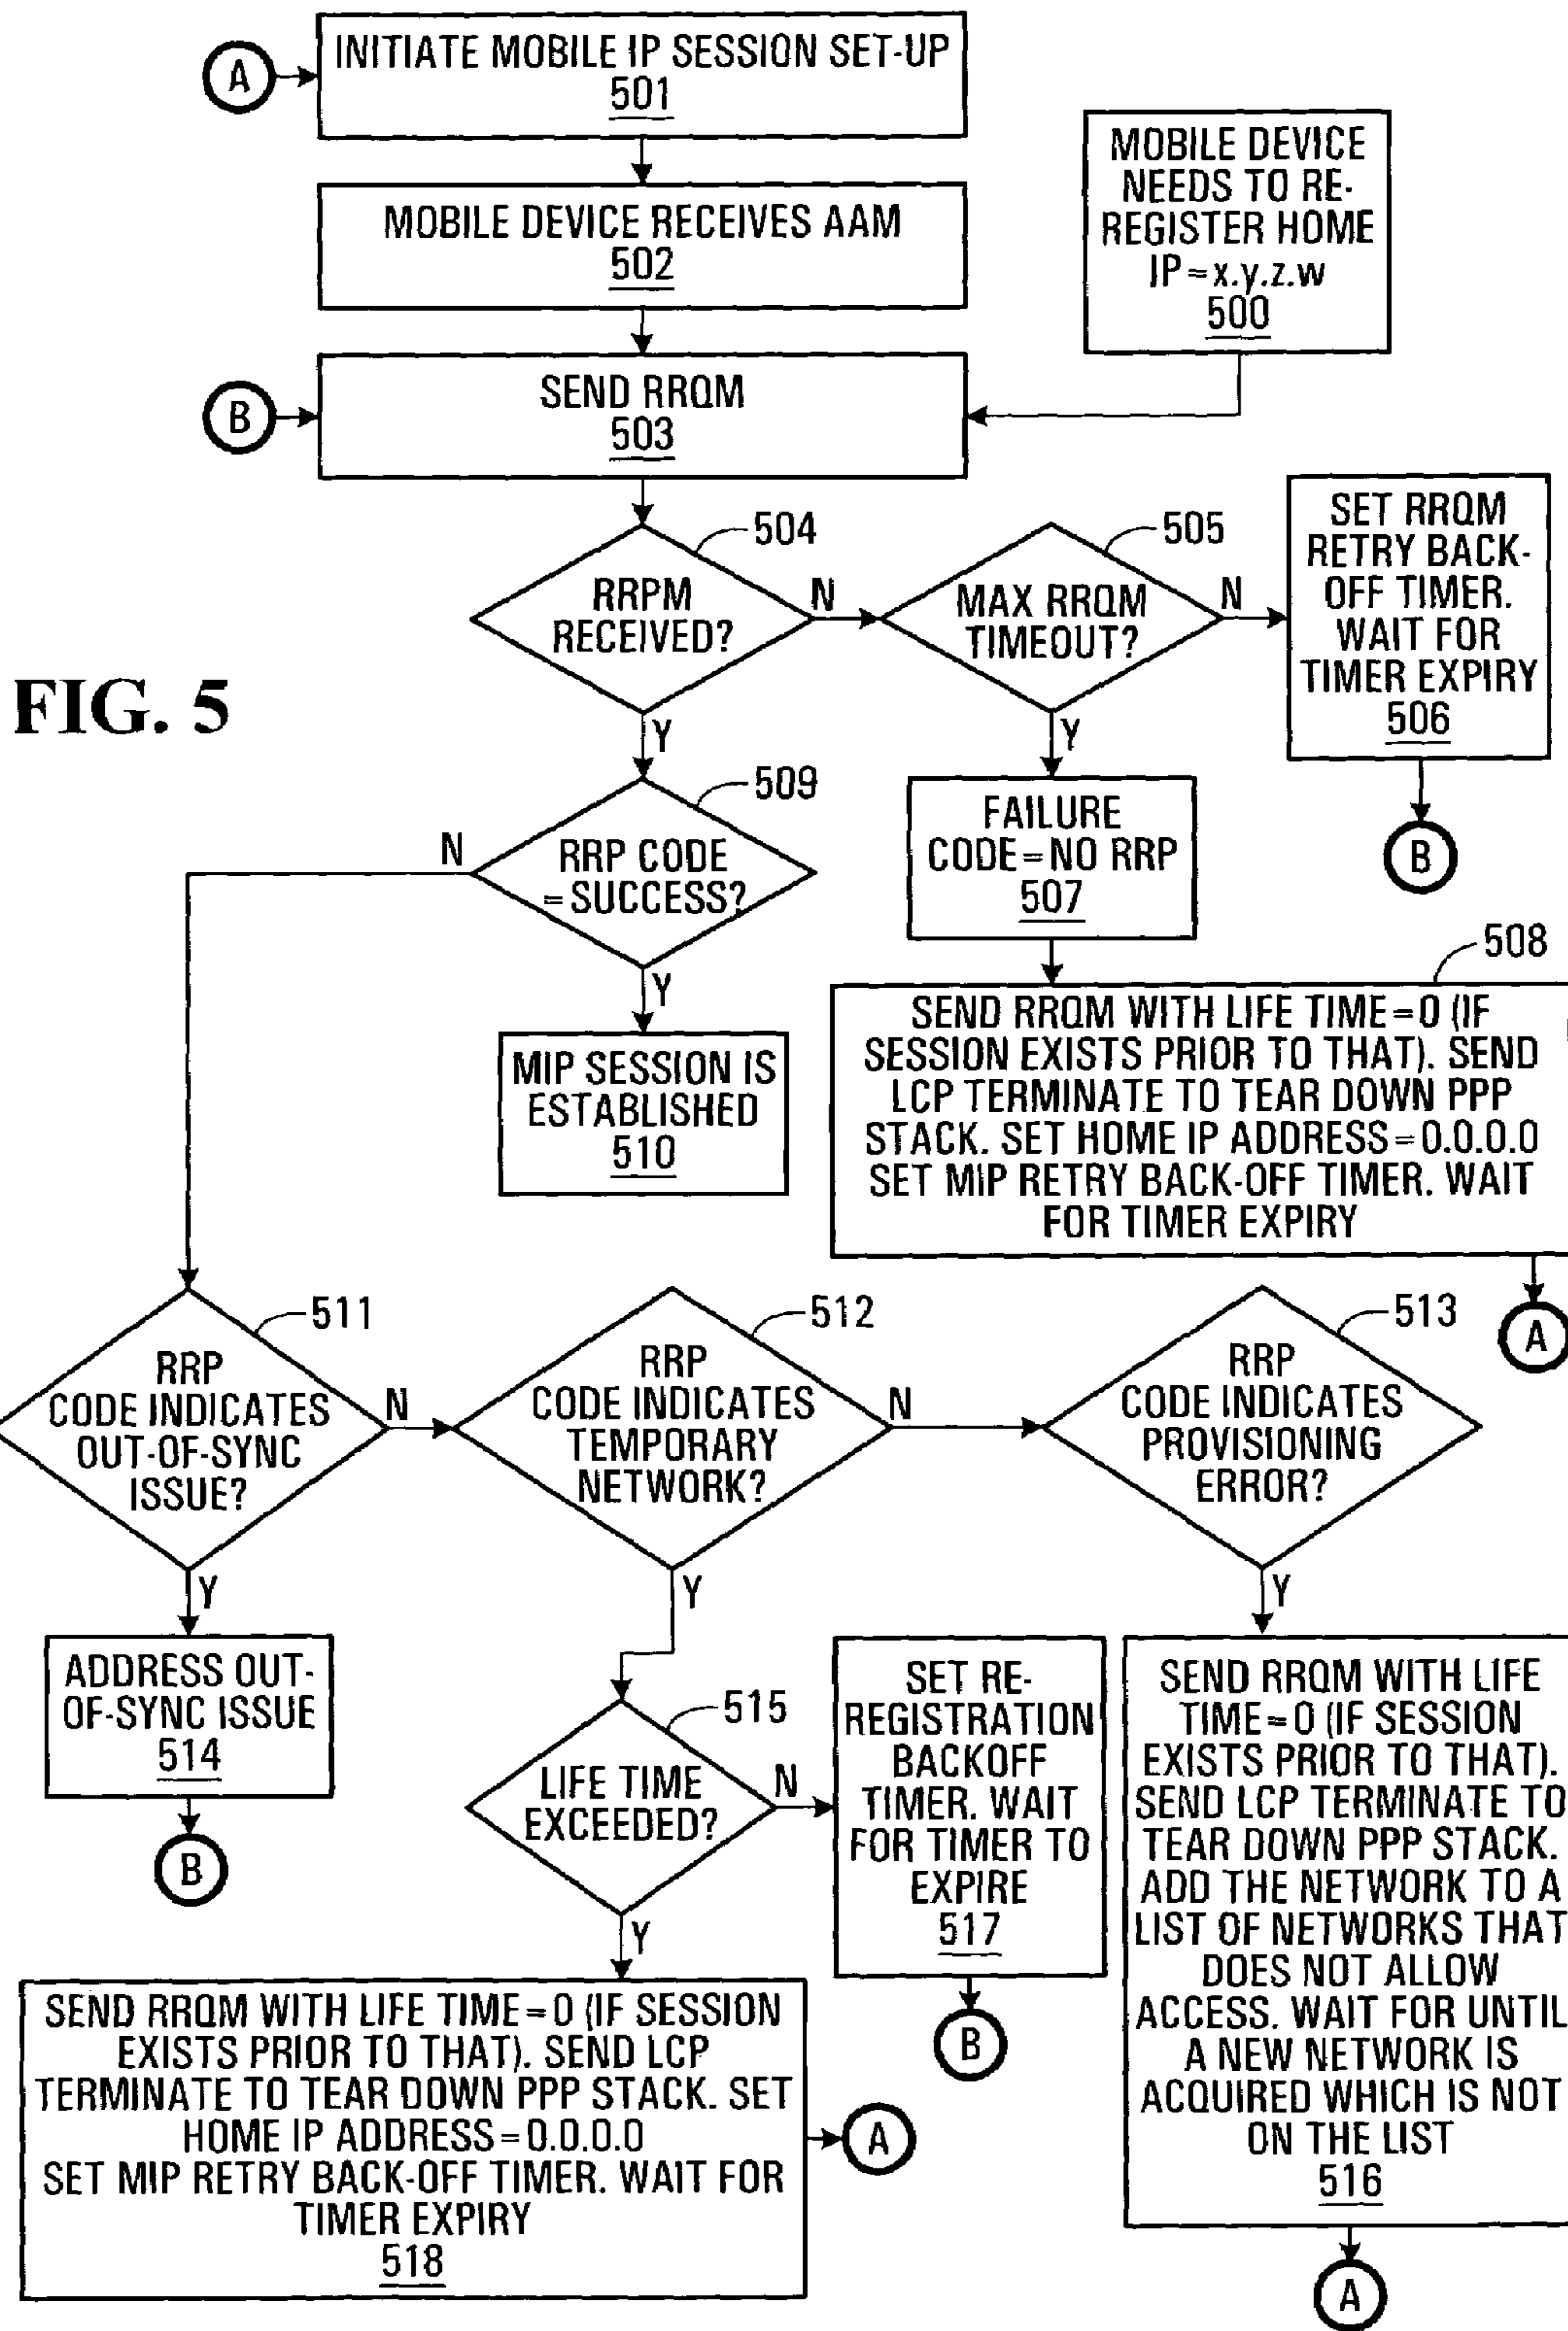 A
INITIATE MOBILE IP SESSION SET-UP
501
MOBILE DEVICE RECEIVES AAM
502
MOBILE DEVICE
NEEDS TO RE-
REGISTER HOME
IP=x.y.z.w
500
B
SEND RRQM
503
504
RRPM
RECEIVED?
N
Y
505
MAX RRQM
TIMEOUT?
N
Y
SET RRQM
RETRY BACK-
OFF TIMER.
WAIT FOR
TIMER EXPIRY
506
B
FIG. 5
509
RRP CODE
=SUCCESS?
N
Y
FAILURE
CODE=NO RRP
507
MIP SESSION IS
ESTABLISHED
510
508
SEND RRQM WITH LIFE TIME=0 (IF
SESSION EXISTS PRIOR TO THAT). SEND
LCP TERMINATE TO TEAR DOWN PPP
STACK. SET HOME IP ADDRESS=0.0.0.0
SET MIP RETRY BACK-OFF TIMER. WAIT
FOR TIMER EXPIRY
A
511
RRP
CODE INDICATES
OUT-OF-SYNC
ISSUE?
N
Y
512
RRP
CODE INDICATES
TEMPORARY
NETWORK?
N
Y
513
RRP
CODE INDICATES
PROVISIONING
ERROR?
Y
ADDRESS OUT-
OF-SYNC ISSUE
514
B
515
LIFE TIME
EXCEEDED?
N
Y
SET RE-
REGISTRATION
BACKOFF
TIMER. WAIT
FOR TIMER TO
EXPIRE
517
B
SEND RRQM WITH LIFE
TIME=0 (IF SESSION
EXISTS PRIOR TO THAT).
SEND LCP TERMINATE TO
TEAR DOWN PPP STACK.
ADD THE NETWORK TO A
LIST OF NETWORKS THAT
DOES NOT ALLOW
ACCESS. WAIT FOR UNTIL
A NEW NETWORK IS
ACQUIRED WHICH IS NOT
ON THE LIST
516
A
SEND RRQM WITH LIFE TIME=0 (IF SESSION
EXISTS PRIOR TO THAT). SEND LCP
TERMINATE TO TEAR DOWN PPP STACK. SET
HOME IP ADDRESS=0.0.0.0
SET MIP RETRY BACK-OFF TIMER. WAIT FOR
TIMER EXPIRY
518
A